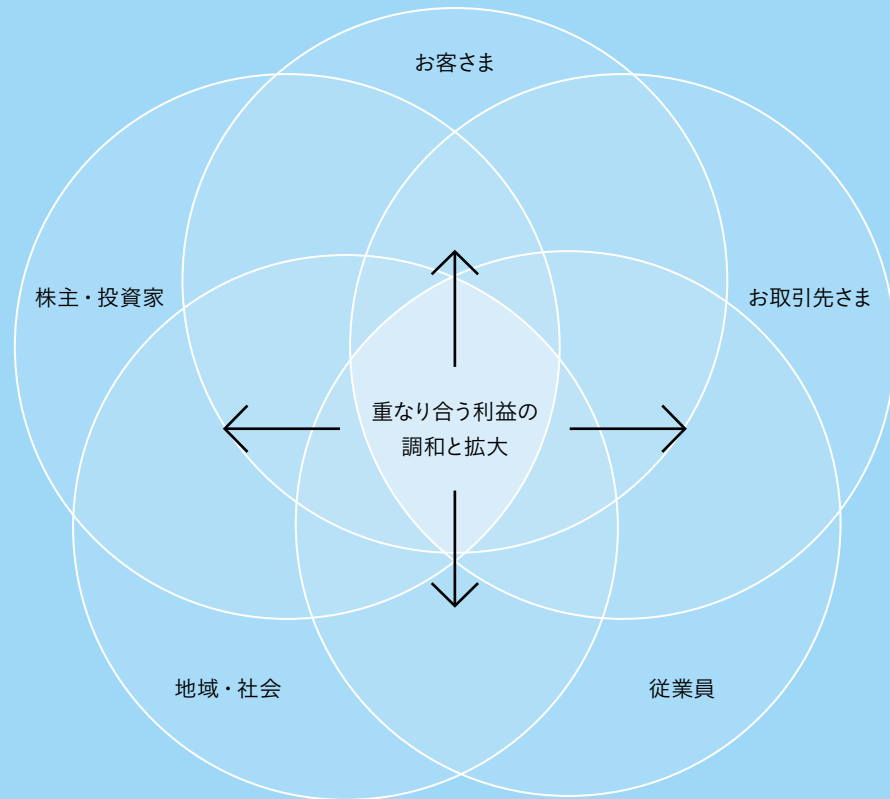 お客さま
株主・投資家
お取引先さま
重なり合う利益の
調和と拡大
地域・社会
従業員